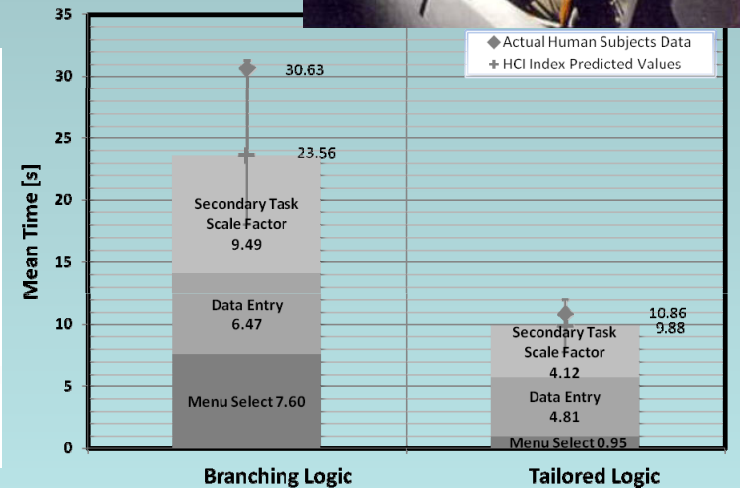 35
30
25
20
15
10
5
0
Mean Time [s]
Actual Human Subjects Data
HCI Index Predicted Values
30.63
23.56
Secondary Task
Scale Factor
9.49
Data Entry
6.47
Menu Select 7.60
10.86
9.88
Secondary Task
Scale Factor
4.12
Data Entry
4.81
Menu Select 0.95
Branching Logic
Tailored Logic